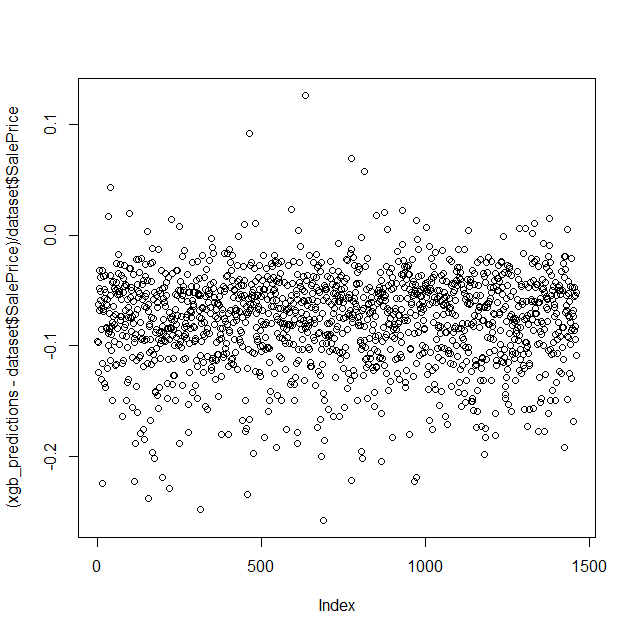 (xgb_predictions - dataset$SalePrice)/dataset$SalePrice
0.1
0.0
-0.1
-0.2
0 500 1000 1500
Index